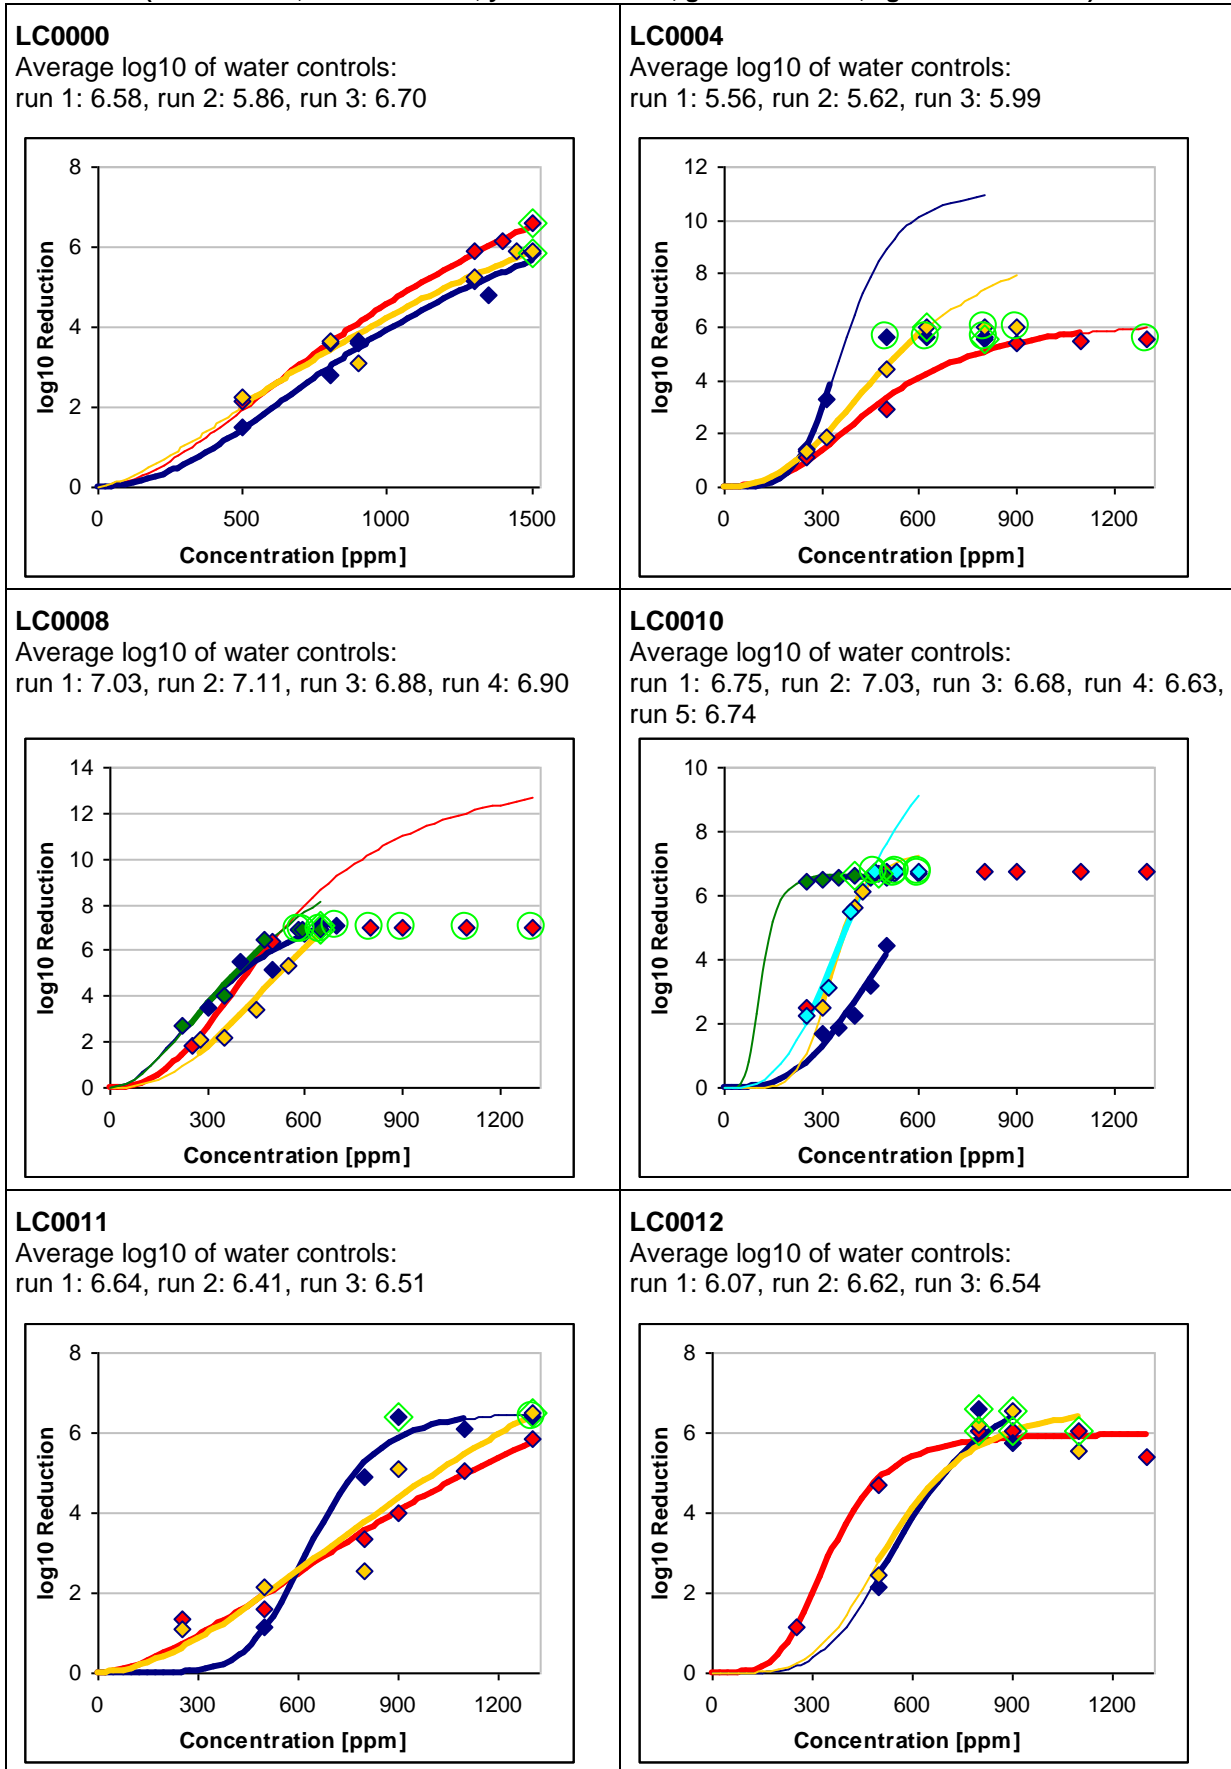 LC0000
Average log10 of water controls:
run 1: 6.58, run 2: 5.86, run 3: 6.70
8
6
4
2
0
log10 Reduction
0 500 1000 1500
Concentration [ppm]
LC0004
Average log10 of water controls:
run 1: 5.56, run 2: 5.62, run 3: 5.99
12
10
8
6
4
2
0
log10 Reduction
0 300 600 900 1200
Concentration [ppm]
LC0008
Average log10 of water controls:
run 1: 7.03, run 2: 7.11, run 3: 6.88, run 4: 6.90
14
12
10
8
6
4
2
0
log10 Reduction
0 300 600 900 1200
Concentration [ppm]
LC0010
Average log10 of water controls:
run 1: 6.75, run 2: 7.03, run 3: 6.68, run 4: 6.63,
run 5: 6.74
10
8
6
4
2
0
log10 Reduction
0 300 600 900 1200
Concentration [ppm]
LC0011
Average log10 of water controls:
run 1: 6.64, run 2: 6.41, run 3: 6.51
8
6
4
2
0
log10 Reduction
0 300 600 900 1200
Concentration [ppm]
LC0012
Average log10 of water controls:
run 1: 6.07, run 2: 6.62, run 3: 6.54
8
6
4
2
0
log10 Reduction
0 300 600 900 1200
Concentration [ppm]